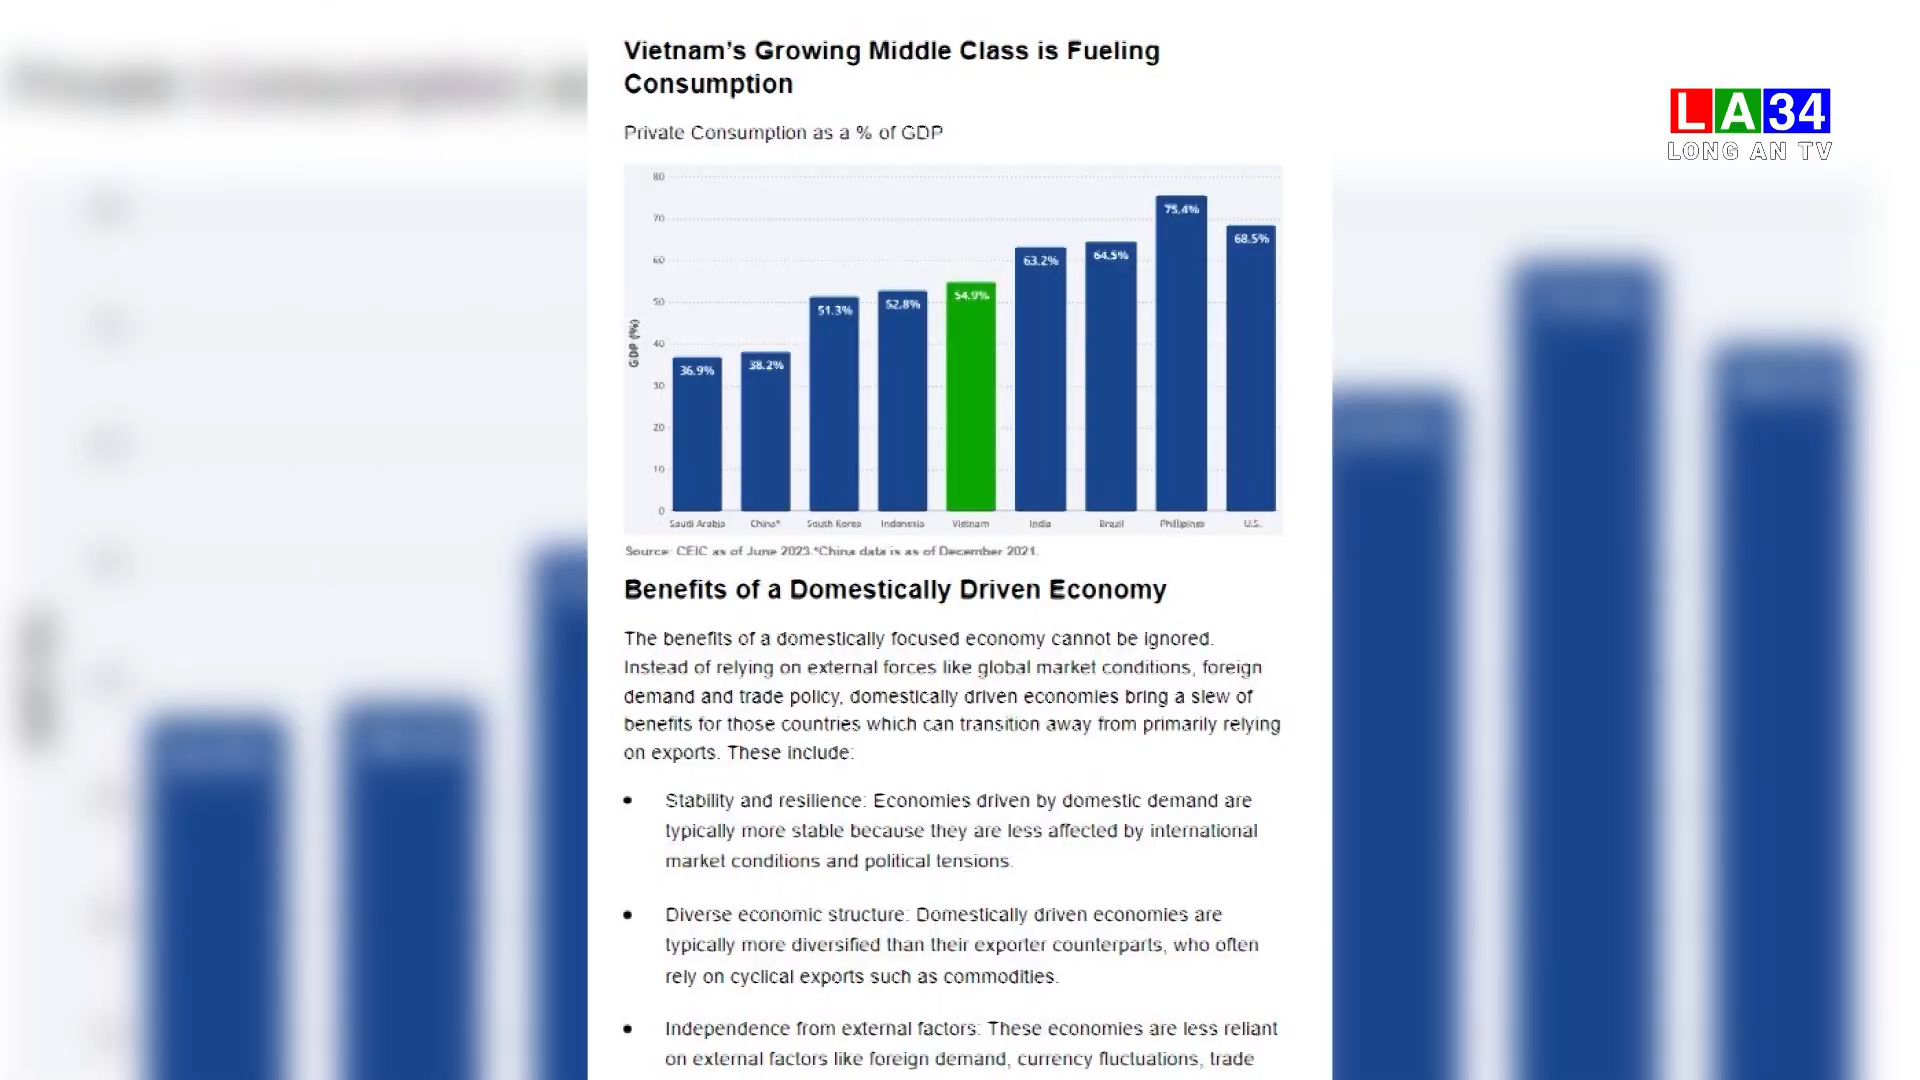 Vietnam's Growing Middle Class is Fueling
Consumption
Private Consumption as a % of GDP
LA34
LONG AN TV
GDP (%)
80
70
60
50
40
30
20
10
0
36.9%
38.2%
51.3%
52.8%
54.9%
63.2%
64.5%
75.4%
68.5%
Saudi Arabia
China*
South Korea
Indonesia
Vietnam
India
Brazil
Philipines
U.S.
Source: CEIC as of June 2023.*China data is as of December 2021.
Benefits of a Domestically Driven Economy
The benefits of a domestically focused economy cannot be ignored.
Instead of relying on external forces like global market conditions, foreign
demand and trade policy, domestically driven economies bring a slew of
benefits for those countries which can transition away from primarily relying
on exports. These include:
• Stability and resilience: Economies driven by domestic demand are
typically more stable because they are less affected by international
market conditions and political tensions.
• Diverse economic structure: Domestically driven economies are
typically more diversified than their exporter counterparts, who often
rely on cyclical exports such as commodities.
• Independence from external factors: These economies are less reliant
on external factors like foreign demand, currency fluctuations, trade